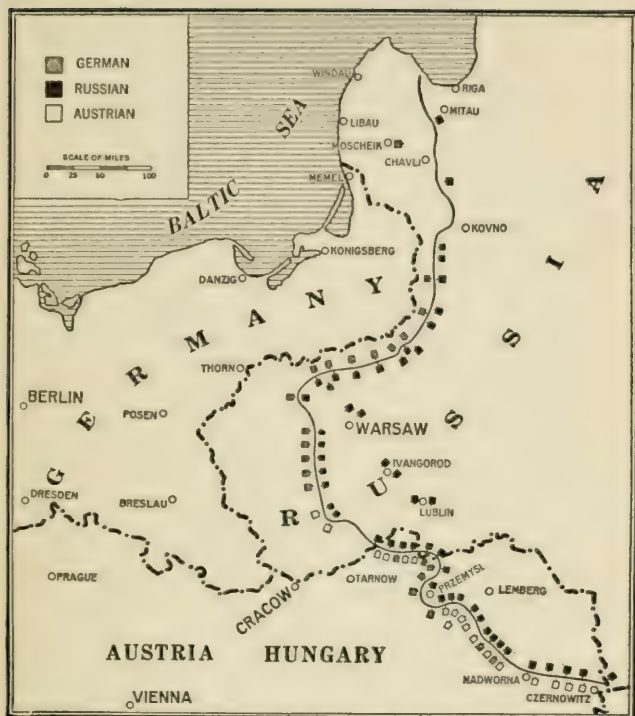 GERMAN
RUSSIAN
AUSTRIAN
SCALE OF MILES
0 25 50 100
WINDAU
RIGA
MITAU
LIBAU
MOSCHEIK
CHAVLI
BALTIC SEA
MEMEL
KOVNO
KONIGSBERG
DANZIG
GERMANY
THORN
BERLIN
POSEN
WARSAW
RUSSIA
IVANGOROD
DRESDEN
BRESLAU
LUBLIN
PRAGUE
CRACOW
TARNOW
PRZEMYSL
LEMBERG
AUSTRIA HUNGARY
NADWORNA
CZERNOWITZ
VIENNA